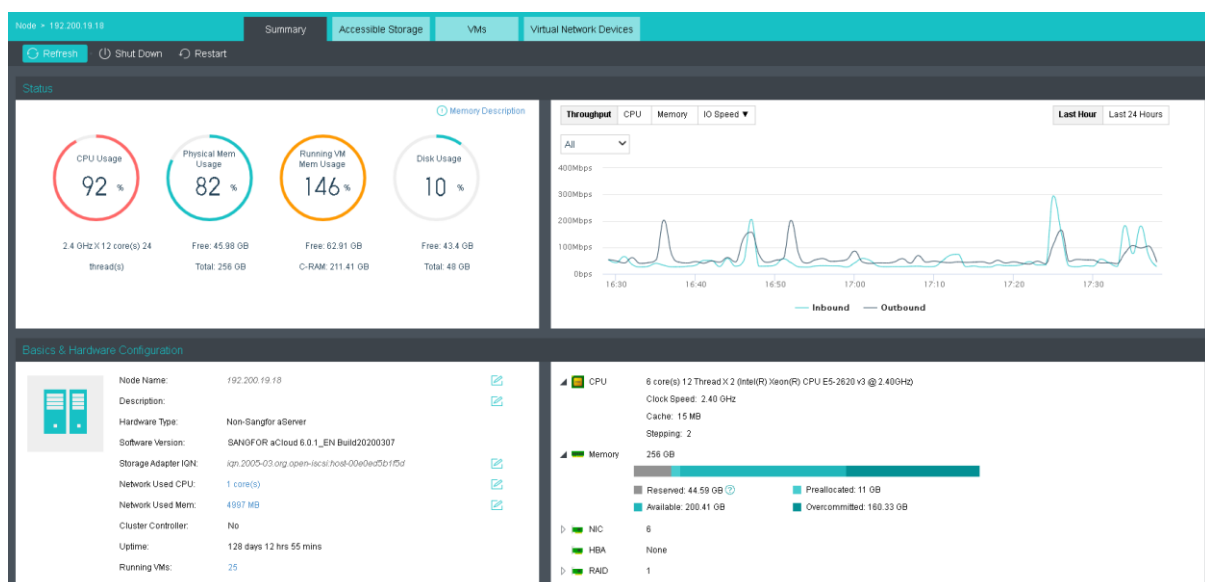 Node > 192.200.19.18
Summary
Accessible Storage
VMs
Virtual Network Devices
Refresh
Shut Down
Restart
Status
Memory Description
CPU Usage
92 %
2.4 GHz X 12 core(s) 24
thread(s)
Physical Mem
Usage
82 %
Free: 45.98 GB
Total: 256 GB
Running VM
Mem Usage
146 %
Free: 62.91 GB
C-RAM: 211.41 GB
Disk Usage
10 %
Free: 43.4 GB
Total: 48 GB
Throughput CPU Memory IO Speed ▼
Last Hour Last 24 Hours
All
400Mbps
300Mbps
200Mbps
100Mbps
0bps
16:30 16:40 16:50 17:00 17:10 17:20 17:30
Inbound Outbound
Basics & Hardware Configuration
Node Name: 192.200.19.18
Description:
Hardware Type: Non-Sangfor aServer
Software Version: SANGFOR aCloud 6.0.1_EN Build20200307
Storage Adapter IQN: iqn.2005-03.org.open-iscsi.host-00e0ed5b1f5d
Network Used CPU: 1 core(s)
Network Used Mem: 4997 MB
Cluster Controller: No
Uptime: 128 days 12 hrs 55 mins
Running VMs: 25
CPU 6 core(s) 12 Thread X 2 (Intel(R) Xeon(R) CPU E5-2620 v3 @ 2.40GHz)
Clock Speed: 2.40 GHz
Cache: 15 MB
Stepping: 2
Memory 256 GB
Reserved: 44.59 GB ? Preallocated: 11 GB
Available: 200.41 GB Overcommitted: 160.33 GB
NIC 6
HBA None
RAID 1